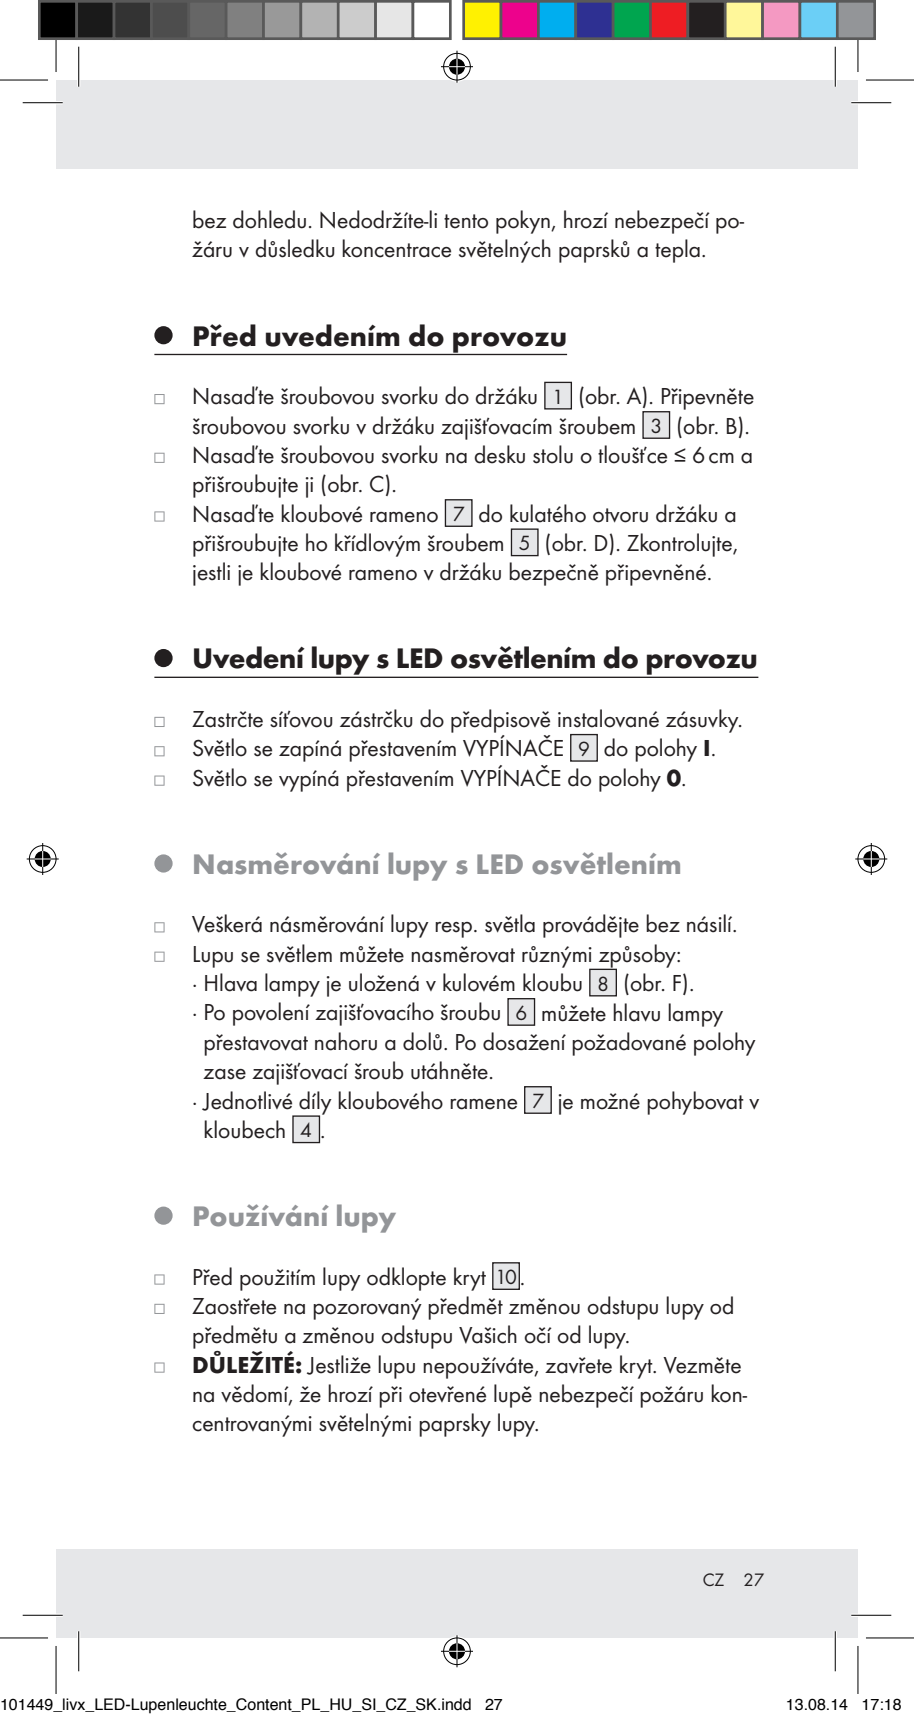 bez dohledu. Nedodržíte-li tento pokyn, hrozí nebezpečí po-
žáru v důsledku koncentrace světelných paprsků a tepla.
● Před uvedením do provozu
□ Nasaďte šroubovou svorku do držáku 1 (obr. A). Připevněte
šroubovou svorku v držáku zajišťovacím šroubem 3 (obr. B).
□ Nasaďte šroubovou svorku na desku stolu o tloušťce ≤ 6 cm a
přišroubujte ji (obr. C).
□ Nasaďte kloubové rameno 7 do kulatého otvoru držáku a
přišroubujte ho křídlovým šroubem 5 (obr. D). Zkontrolujte,
jestli je kloubové rameno v držáku bezpečně připevněné.
● Uvedení lupy s LED osvětlením do provozu
□ Zastrčte síťovou zástrčku do předpisově instalované zásuvky.
□ Světlo se zapíná přestavením VYPÍNAČE 9 do polohy I.
□ Světlo se vypíná přestavením VYPÍNAČE do polohy 0.
● Nasměrování lupy s LED osvětlením
□ Veškerá násměrování lupy resp. světla provádějte bez násilí.
□ Lupu se světlem můžete nasměrovat různými způsoby:
· Hlava lampy je uložená v kulovém kloubu 8 (obr. F).
· Po povolení zajišťovacího šroubu 6 můžete hlavu lampy
přestavovat nahoru a dolů. Po dosažení požadované polohy
zase zajišťovací šroub utáhněte.
· Jednotlivé díly kloubového ramene 7 je možné pohybovat v
kloubech 4.
● Používání lupy
□ Před použitím lupy odklopte kryt 10.
□ Zaostřete na pozorovaný předmět změnou odstupu lupy od
předmětu a změnou odstupu Vašich očí od lupy.
□ DŮLEŽITÉ: Jestliže lupu nepoužíváte, zavřete kryt. Vezměte
na vědomí, že hrozí při otevřené lupě nebezpečí požáru kon-
centrovanými světelnými paprsky lupy.
CZ 27
101449_livx_LED-Lupenleuchte_Content_PL_HU_SI_CZ_SK.indd 27 13.08.14 17:18